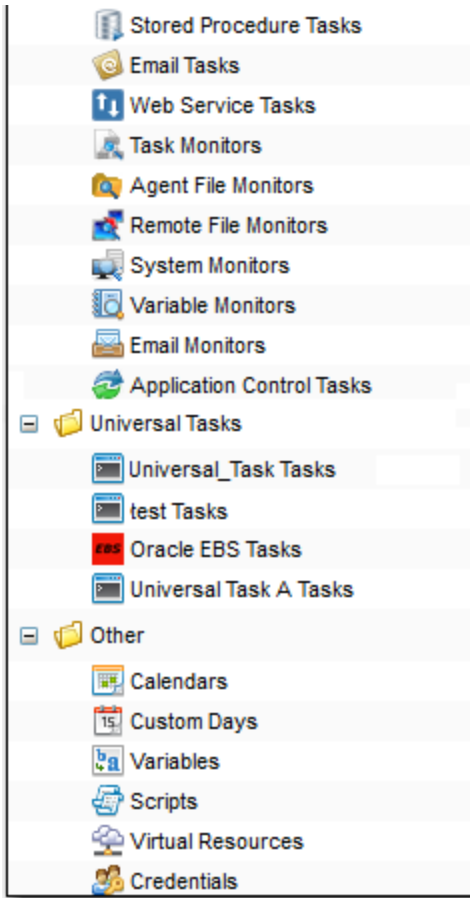 Stored Procedure Tasks
Email Tasks
Web Service Tasks
Task Monitors
Agent File Monitors
Remote File Monitors
System Monitors
Variable Monitors
Email Monitors
Application Control Tasks
Universal Tasks
Universal_Task Tasks
test Tasks
EBS Oracle EBS Tasks
Universal Task A Tasks
Other
Calendars
15 Custom Days
b a Variables
Scripts
Virtual Resources
Credentials